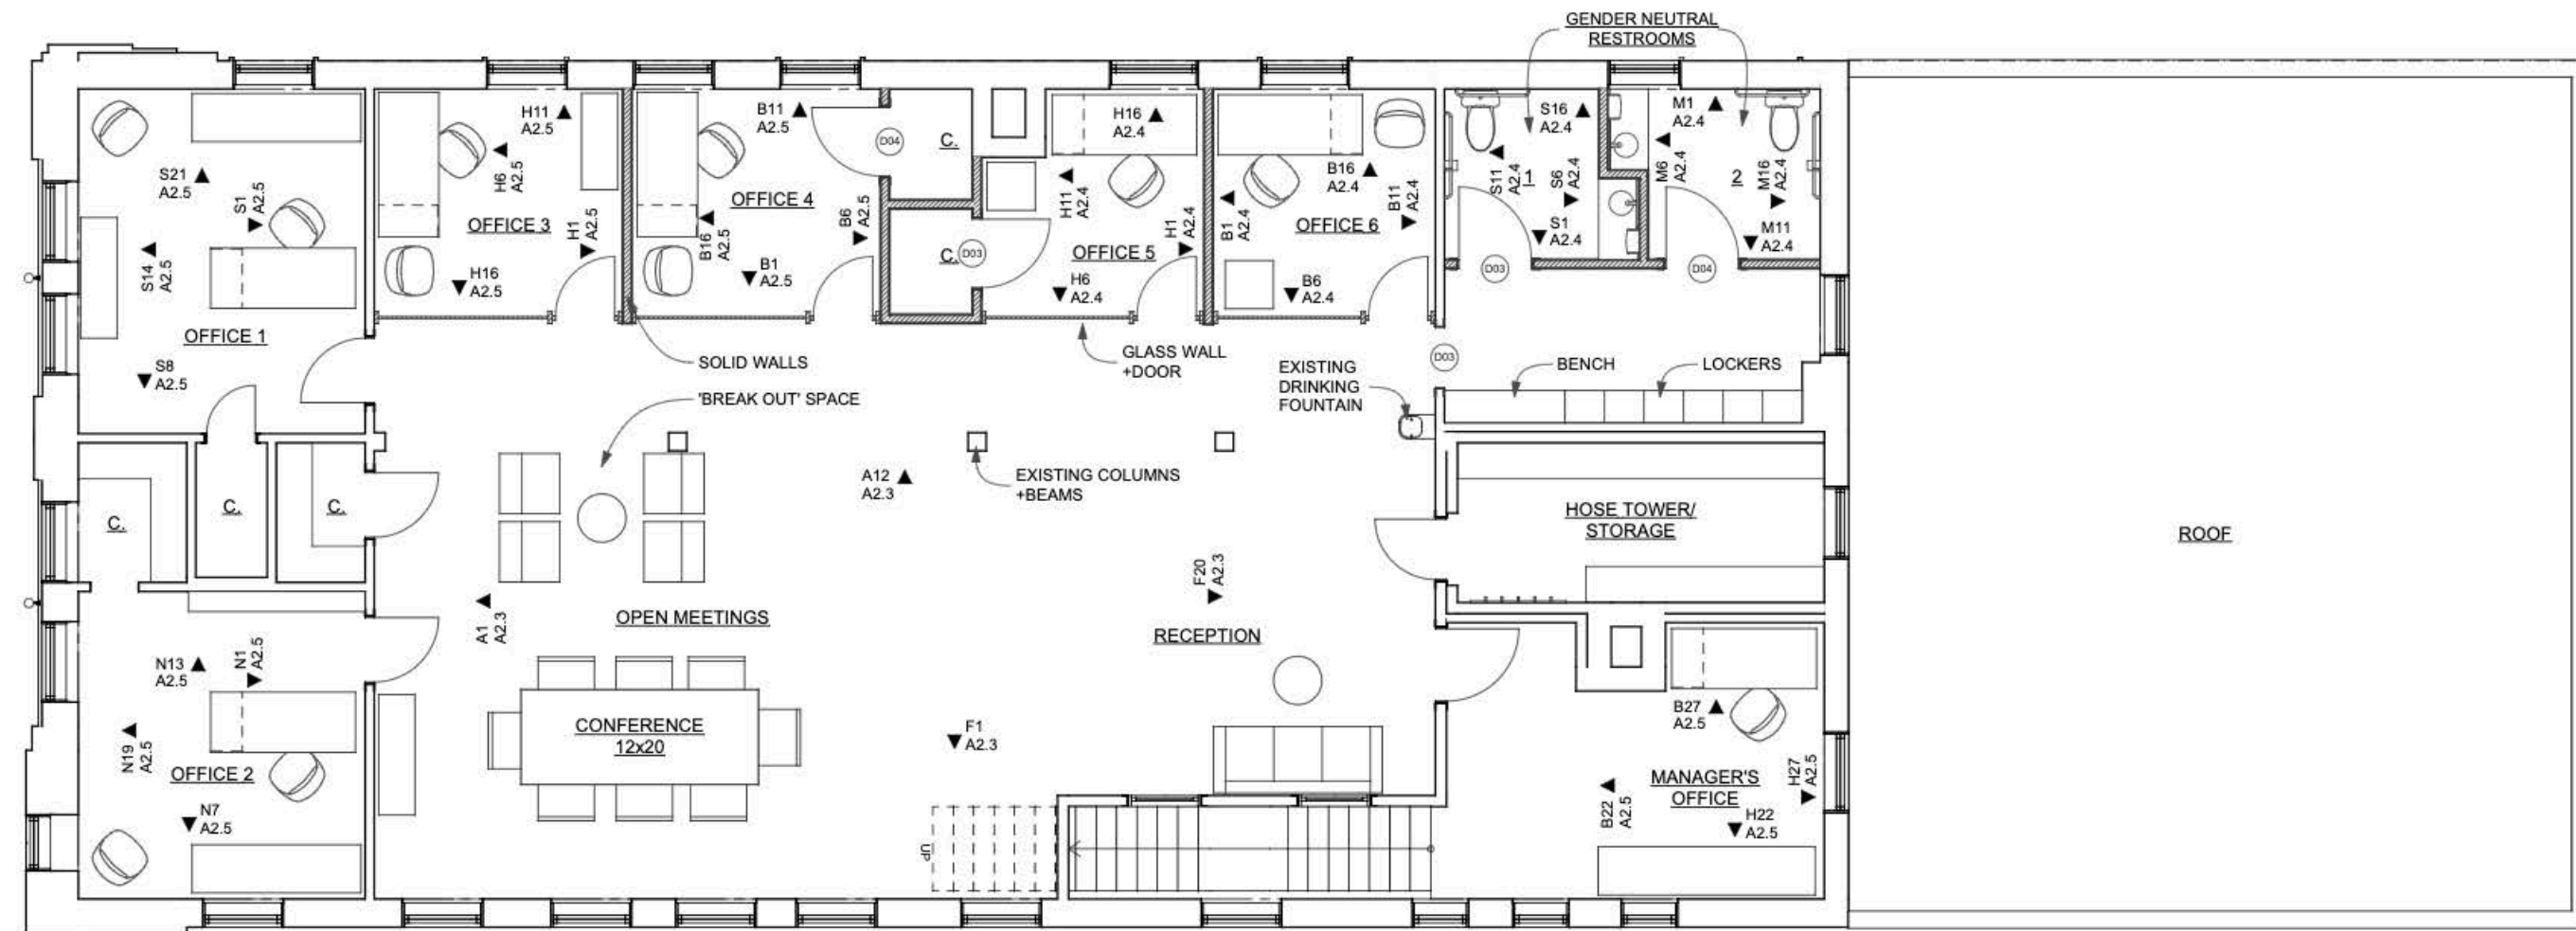 GENDER NEUTRAL
RESTROOMS
H11
A2.5
B11
A2.5
H16
A2.4
S16
A2.4
M1
A2.4
D04
C.
S21
A2.5
S1
A2.5
H6
A2.5
OFFICE 3
OFFICE 4
B16
A2.5
B6
A2.5
H11
A2.4
B16
A2.4
B1
A2.4
B11
A2.4
OFFICE 6
S11
A2.4
1
S6
A2.4
M6
A2.4
2
M16
A2.4
S14
A2.5
H1
A2.5
H16
A2.5
B1
A2.5
C.
D03
OFFICE 5
H1
A2.4
H6
A2.4
B6
A2.4
S1
A2.4
M11
A2.4
D03
D04
OFFICE 1
S8
A2.5
SOLID WALLS
'BREAK OUT' SPACE
GLASS WALL
+DOOR
EXISTING
DRINKING
FOUNTAIN
D03
BENCH
LOCKERS
A12
A2.3
EXISTING COLUMNS
+BEAMS
C.
C.
C.
HOSE TOWER/
STORAGE
ROOF
F20
A2.3
A1
A2.3
OPEN MEETINGS
RECEPTION
N13
A2.5
N1
A2.5
N19
A2.5
OFFICE 2
N7
A2.5
CONFERENCE
12x20
F1
A2.3
B27
A2.5
MANAGER'S
OFFICE
H27
A2.5
B22
A2.5
H22
A2.5
UP